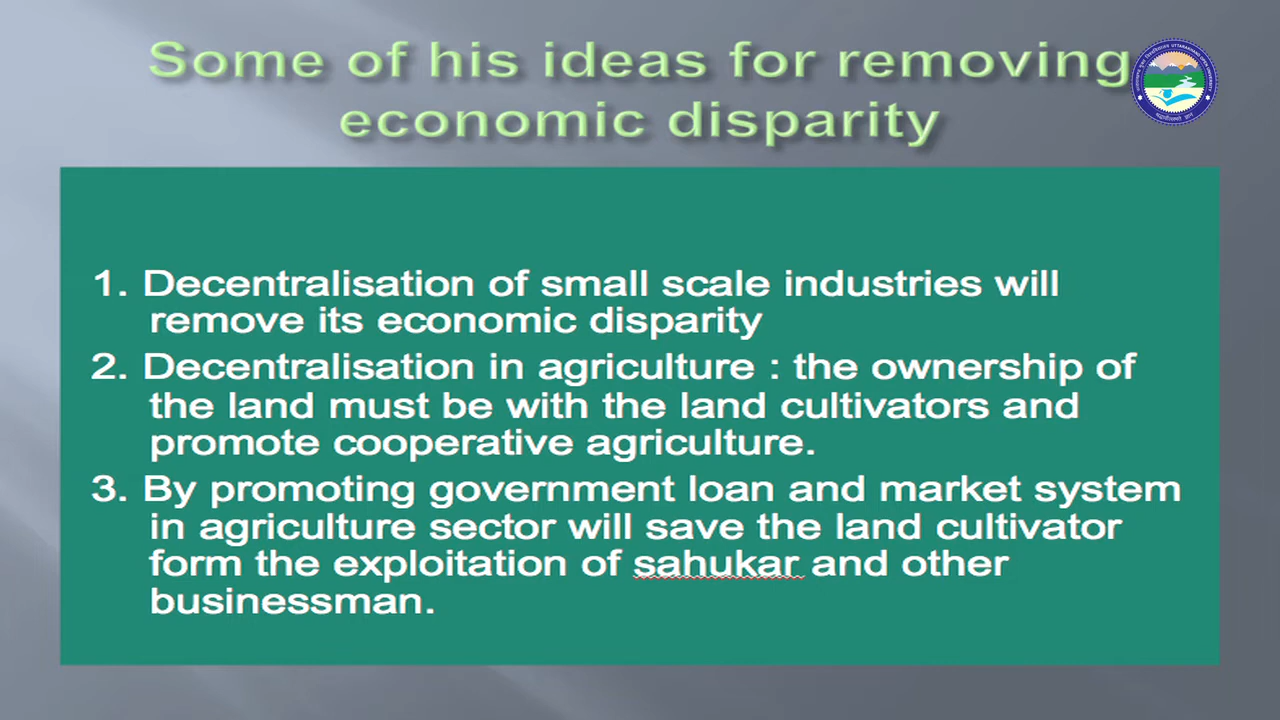 Some of his ideas for removing
economic disparity
1. Decentralisation of small scale industries will
remove its economic disparity
2. Decentralisation in agriculture : the ownership of
the land must be with the land cultivators and
promote cooperative agriculture.
3. By promoting government loan and market system
in agriculture sector will save the land cultivator
form the exploitation of sahukar and other
businessman.